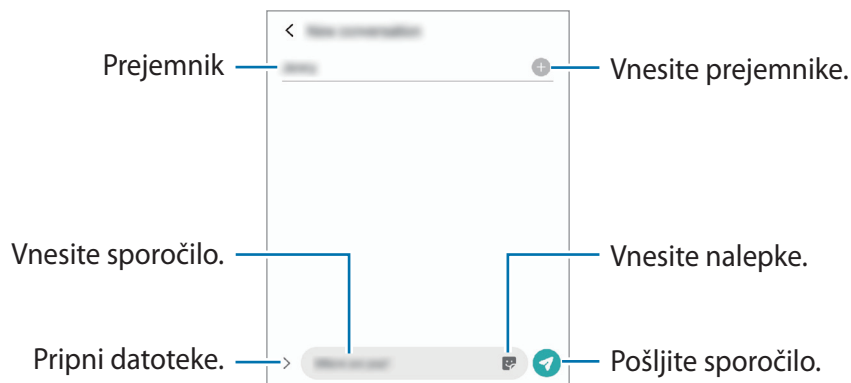 Prejemnik
Vnesite prejemnike.
Vnesite sporočilo.
Vnesite nalepke.
Pripni datoteke.
Pošljite sporočilo.